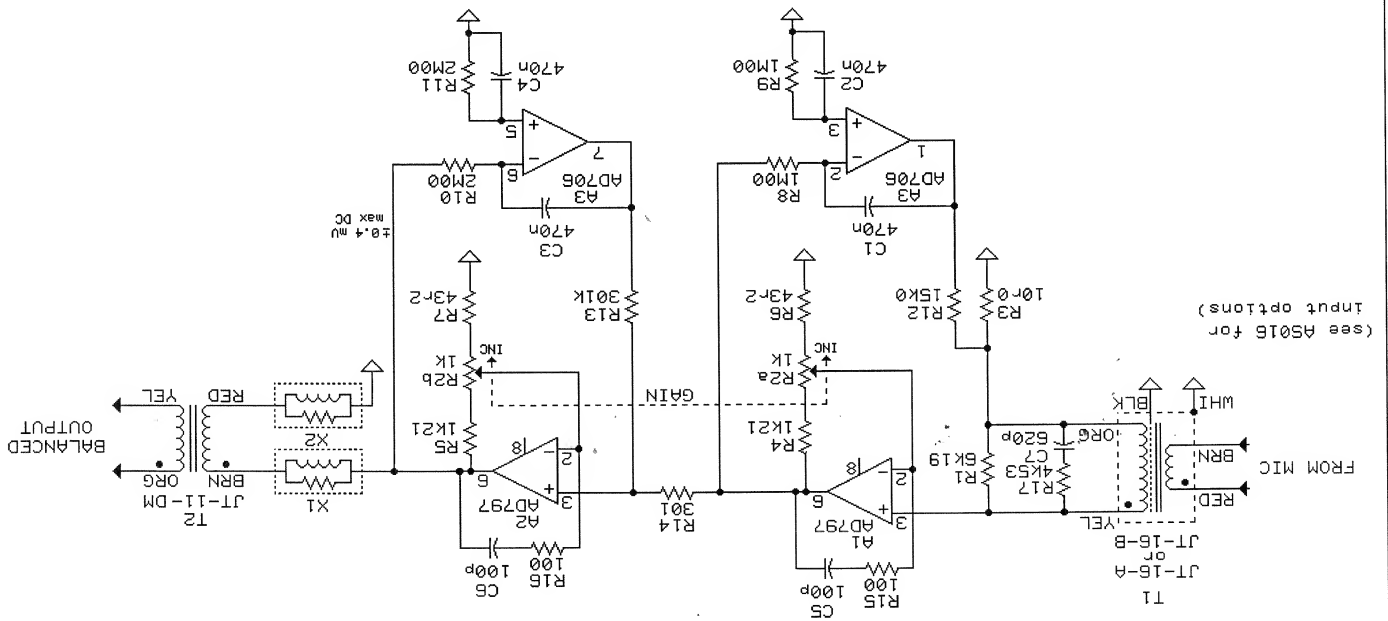 T1
JT-16-A
or
JT-16-B
FROM MIC
RED
BRN
WHI
YEL
ORG
BLK
(see AS016 for
input options)
R17
4K53
C7
620p
R1
6k19
R3
10r0
R12
15k0
R15
100
C5
100p
A1
AD797
3
2
6
8
R4
1k21
R2a
1K
INC
R6
43r2
GAIN
C1
470n
A3
AD706
2
3
1
R8
1M00
R9
1M00
C2
470n
R14
301
R16
100
C6
100p
A2
AD797
3
2
6
8
R5
1k21
R2b
1K
INC
R7
43r2
R13
301k
C3
470n
A3
AD706
6
5
7
R10
2M00
R11
2M00
C4
470n
±0.4 mV
max DC
X1
X2
T2
JT-11-DM
BRN
ORG
RED
YEL
BALANCED
OUTPUT